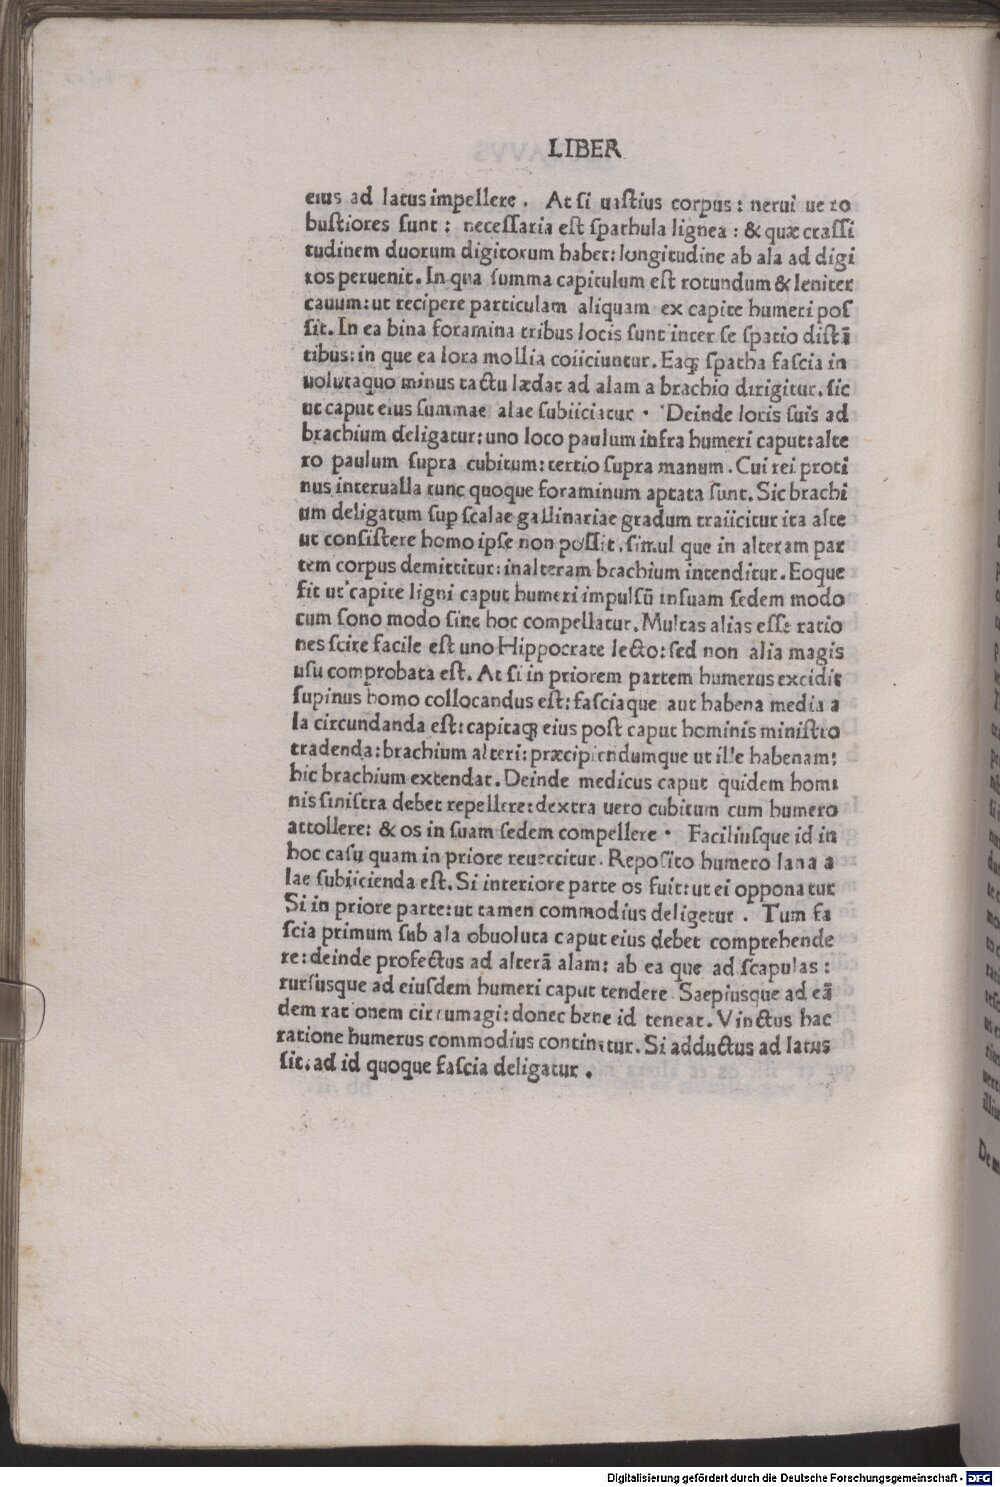 LIBER
eius ad latus impellere. At si uastius corpus: nerui ue ro
bustiores sunt: necessaria est spathula lignea: & quæ crassi
tudinem duorum digitorum habet: longitudine ab ala ad digi
tos peruenit. In qua summa capitulum est rotundum & leniter
cauum: ut recipere particulam aliquam ex capite humeri pos
sit. In ea bina foramina tribus locis sunt inter se spatio distã
tibus: in que ea lora mollia coiiciuntur. Eaq; spatha fascia in
uolutaquo minus tactu lædat ad alam a brachio dirigitur. sic
ut caput eius summae alae subiiciatur. Deinde loris suis ad
brachium deligatur: uno loco paulum infra humeri caput: alte
ro paulum supra cubitum: tertio supra manum. Cui rei proti
nus interualla tunc quoque foraminum aptata sunt. Sic brachi
um deligatum sup scalae gallinariae gradum traiicitur ita alte
ut consistere homo ipse non possit. simul que in alteram par
tem corpus demittitur: inalteram brachium intenditur. Eoque
fit ut capite ligni caput humeri impulsũ insuam sedem modo
cum sono modo sine hoc compellatur. Multas alias esse ratio
nes scire facile est uno Hippocrate lecto: sed non alia magis
usu comprobata est. At si in priorem partem humerus excidit
supinus homo collocandus est: fasciaque aut habena media a
la circundanda est: capitaq; eius post caput hominis ministro
tradenda: brachium alteri: præcipiendumque ut ille habenam:
hic brachium extendat. Deinde medicus caput quidem homi
nis sinistra debet repellere: dextra uero cubitum cum humero
attollere: & os in suam sedem compellere. Faciliusque id in
hoc casu quam in priore reuertitur. Reposito humero lana a
lae subiicienda est. Si interiore parte os fuit: ut ei opponatur
Si in priore parte: ut tamen commodius deligetur. Tum fa
scia primum sub ala obuoluta caput eius debet comprehende
re: deinde profectus ad alterã alam: ab ea que ad scapulas:
rursusque ad eiusdem humeri caput tendere Saepiusque ad eã
dem rationem circumagi: donec bene id teneat. Vinctus hac
ratione humerus commodius continetur. Si adductus ad latus
sit. ad id quoque fascia deligatur.
Digitalisierung gefördert durch die Deutsche Forschungsgemeinschaft - DFG